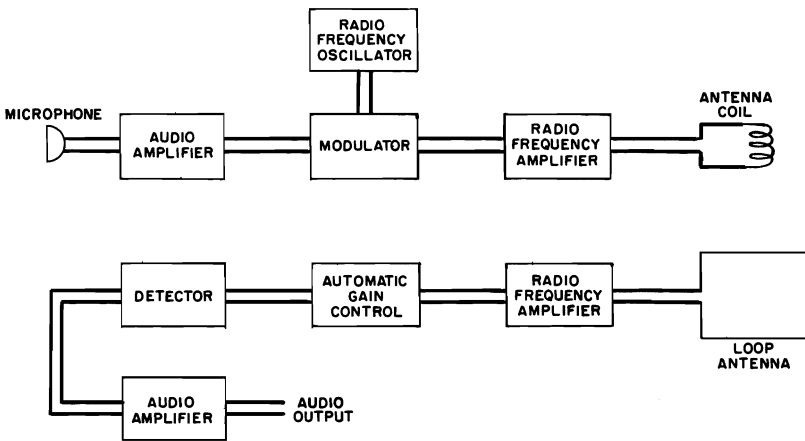 RADIO
FREQUENCY
OSCILLATOR
MICROPHONE
AUDIO
AMPLIFIER
MODULATOR
RADIO
FREQUENCY
AMPLIFIER
ANTENNA
COIL
DETECTOR
AUTOMATIC
GAIN
CONTROL
RADIO
FREQUENCY
AMPLIFIER
LOOP
ANTENNA
AUDIO
AMPLIFIER
AUDIO
OUTPUT